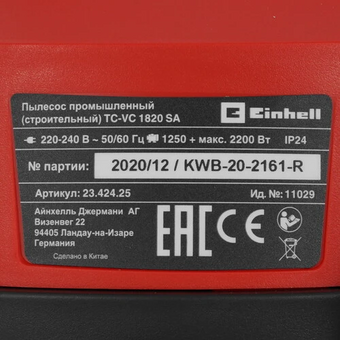 Пылесос промышленный
(строительный) TC-VC 1820 SA
Einhell
220-240 В ~ 50/60 Гц 1250 + макс. 2200 Вт IP24
№ партии: 2020/12 / KWB-20-2161-R
Артикул: 23.424.25 Ид. №: 11029
Айнхелль Джермани АГ
Визенвег 22
94405 Ландау-на-Изаре
Германия
Сделано в Китае
EAC CE